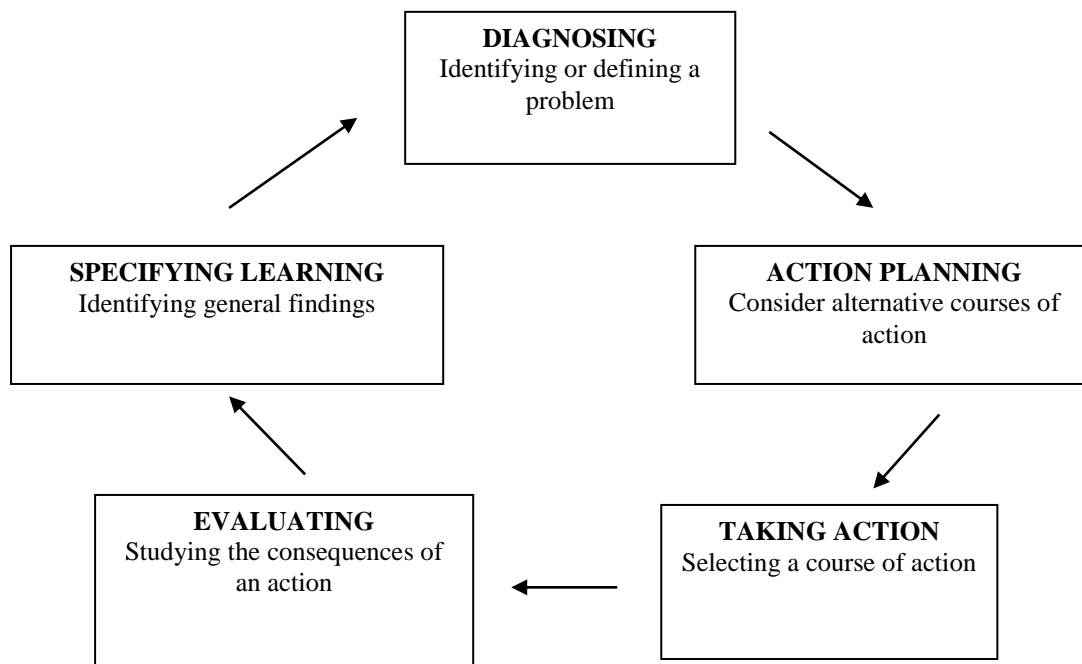 DIAGNOSING
Identifying or defining a
problem
SPECIFYING LEARNING
Identifying general findings
ACTION PLANNING
Consider alternative courses of
action
EVALUATING
Studying the consequences of
an action
TAKING ACTION
Selecting a course of action